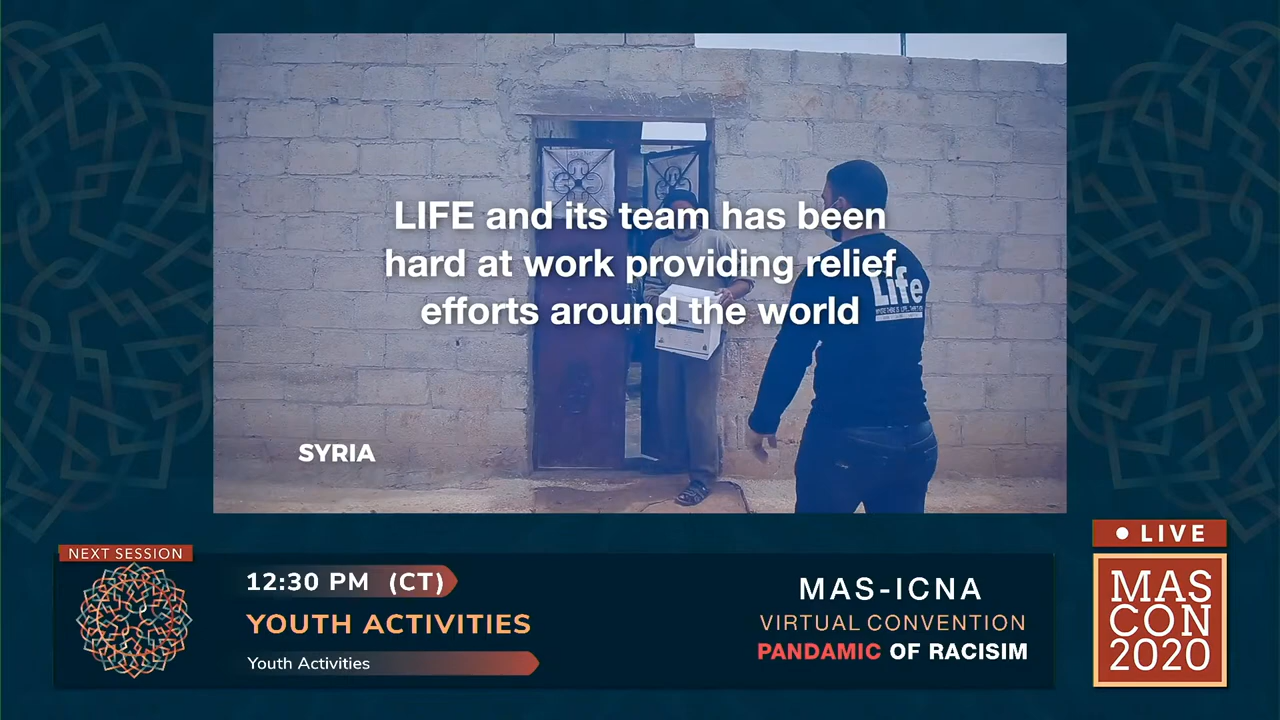 LIFE and its team has been
hard at work providing relief
efforts around the world
Life
SYRIA
NEXT SESSION
12:30 PM (CT)
YOUTH ACTIVITIES
Youth Activities
MAS-ICNA
VIRTUAL CONVENTION
PANDAMIC OF RACISIM
LIVE
MAS
CON
2020